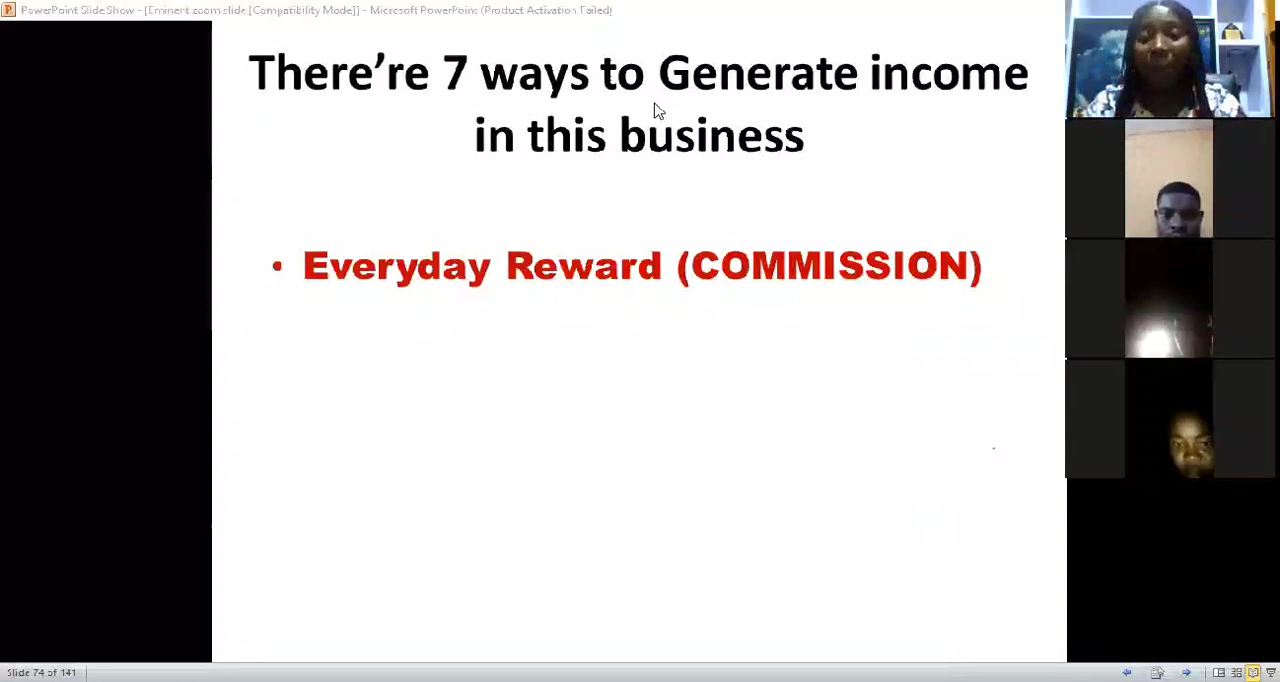 PowerPoint Slide Show - [Eminent zoom slide [Compatibility Mode]] - Microsoft PowerPoint (Product Activation Failed)
There’re 7 ways to Generate income
in this business
• Everyday Reward (COMMISSION)
Slide 74 of 141